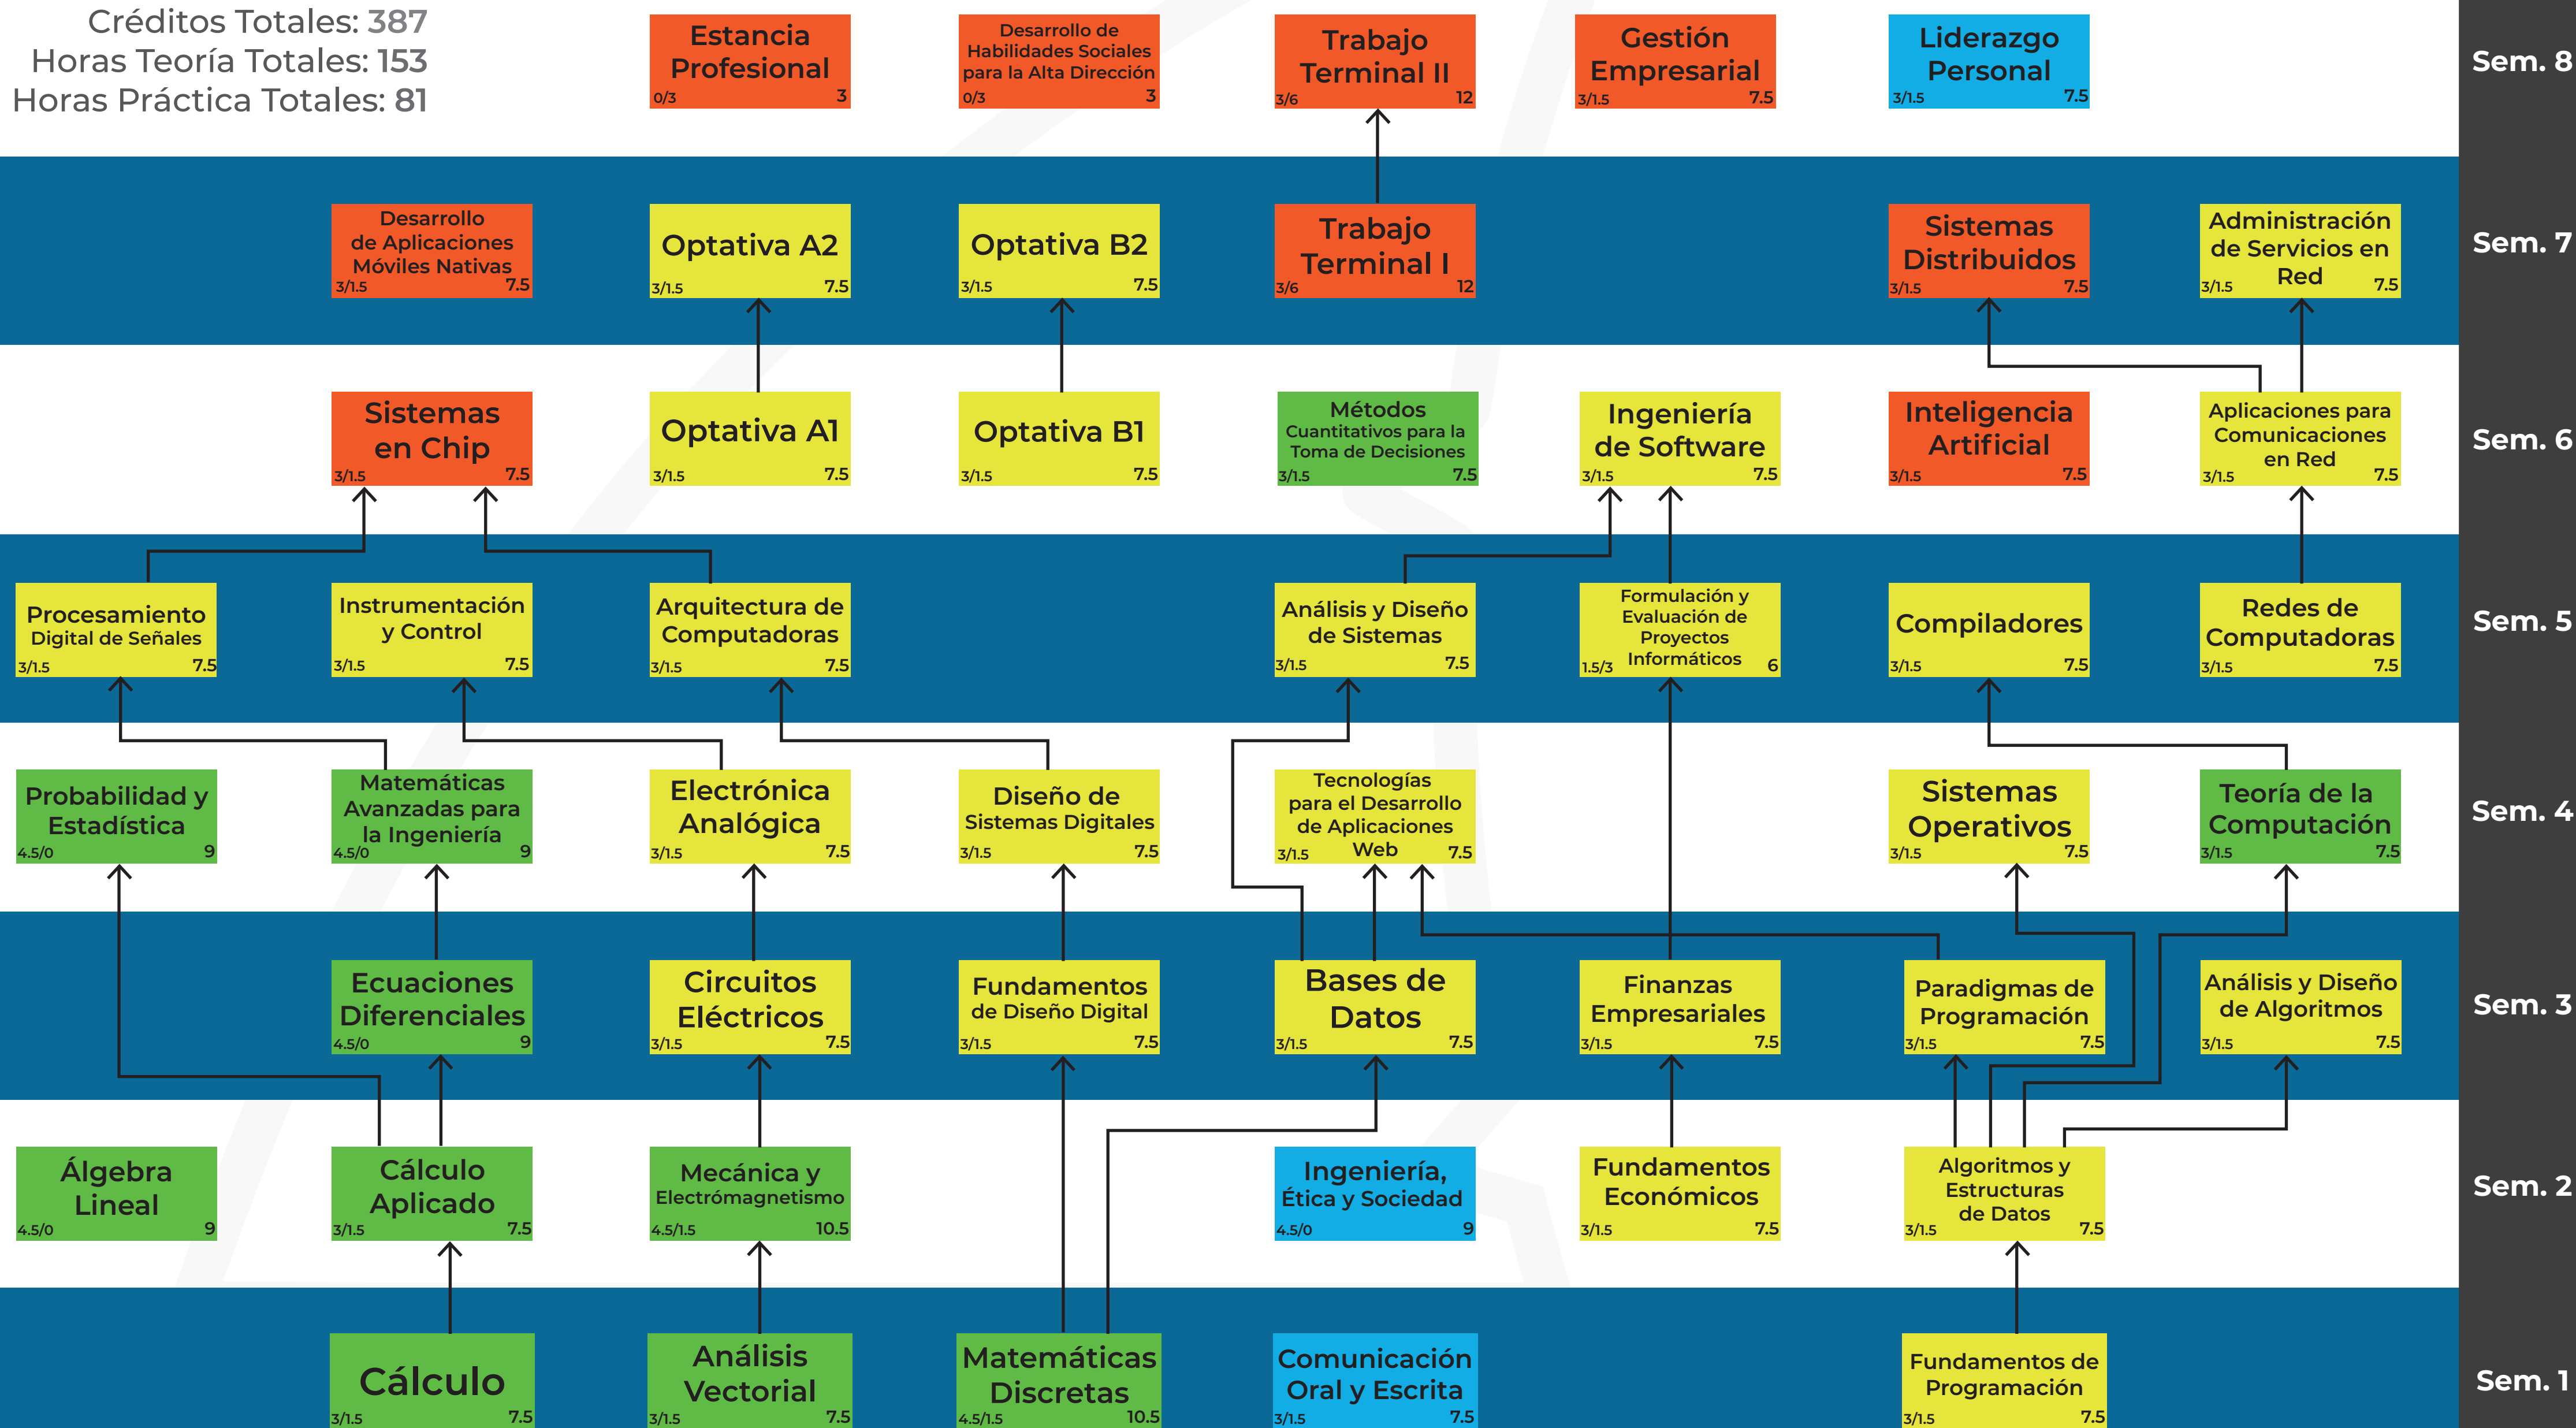 Créditos Totales: 387
Horas Teoría Totales: 153
Horas Práctica Totales: 81
Estancia
Profesional
0/3 3
Desarrollo de
Habilidades Sociales
para la Alta Dirección
0/3 3
Trabajo
Terminal II
3/6 12
Gestión
Empresarial
3/1.5 7.5
Liderazgo
Personal
3/1.5 7.5
Sem. 8
Desarrollo
de Aplicaciones
Móviles Nativas
3/1.5 7.5
Optativa A2
3/1.5 7.5
Optativa B2
3/1.5 7.5
Trabajo
Terminal I
3/6 12
Sistemas
Distribuidos
3/1.5 7.5
Administración
de Servicios en
Red
3/1.5 7.5
Sem. 7
Sistemas
en Chip
3/1.5 7.5
Optativa A1
3/1.5 7.5
Optativa B1
3/1.5 7.5
Métodos
Cuantitativos para la
Toma de Decisiones
3/1.5 7.5
Ingeniería
de Software
3/1.5 7.5
Inteligencia
Artificial
3/1.5 7.5
Aplicaciones para
Comunicaciones
en Red
3/1.5 7.5
Sem. 6
Procesamiento
Digital de Señales
3/1.5 7.5
Instrumentación
y Control
3/1.5 7.5
Arquitectura de
Computadoras
3/1.5 7.5
Análisis y Diseño
de Sistemas
3/1.5 7.5
Formulación y
Evaluación de
Proyectos
Informáticos
1.5/3 6
Compiladores
3/1.5 7.5
Redes de
Computadoras
3/1.5 7.5
Sem. 5
Probabilidad y
Estadística
4.5/0 9
Matemáticas
Avanzadas para
la Ingeniería
4.5/0 9
Electrónica
Analógica
3/1.5 7.5
Diseño de
Sistemas Digitales
3/1.5 7.5
Tecnologías
para el Desarrollo
de Aplicaciones
Web
3/1.5 7.5
Sistemas
Operativos
3/1.5 7.5
Teoría de la
Computación
3/1.5 7.5
Sem. 4
Ecuaciones
Diferenciales
4.5/0 9
Circuitos
Eléctricos
3/1.5 7.5
Fundamentos
de Diseño Digital
3/1.5 7.5
Bases de
Datos
3/1.5 7.5
Finanzas
Empresariales
3/1.5 7.5
Paradigmas de
Programación
3/1.5 7.5
Análisis y Diseño
de Algoritmos
3/1.5 7.5
Sem. 3
Álgebra
Lineal
4.5/0 9
Cálculo
Aplicado
3/1.5 7.5
Mecánica y
Electrómagnetismo
4.5/1.5 10.5
Ingeniería,
Ética y Sociedad
4.5/0 9
Fundamentos
Económicos
3/1.5 7.5
Algoritmos y
Estructuras
de Datos
3/1.5 7.5
Sem. 2
Cálculo
3/1.5 7.5
Análisis
Vectorial
3/1.5 7.5
Matemáticas
Discretas
4.5/1.5 10.5
Comunicación
Oral y Escrita
3/1.5 7.5
Fundamentos de
Programación
3/1.5 7.5
Sem. 1